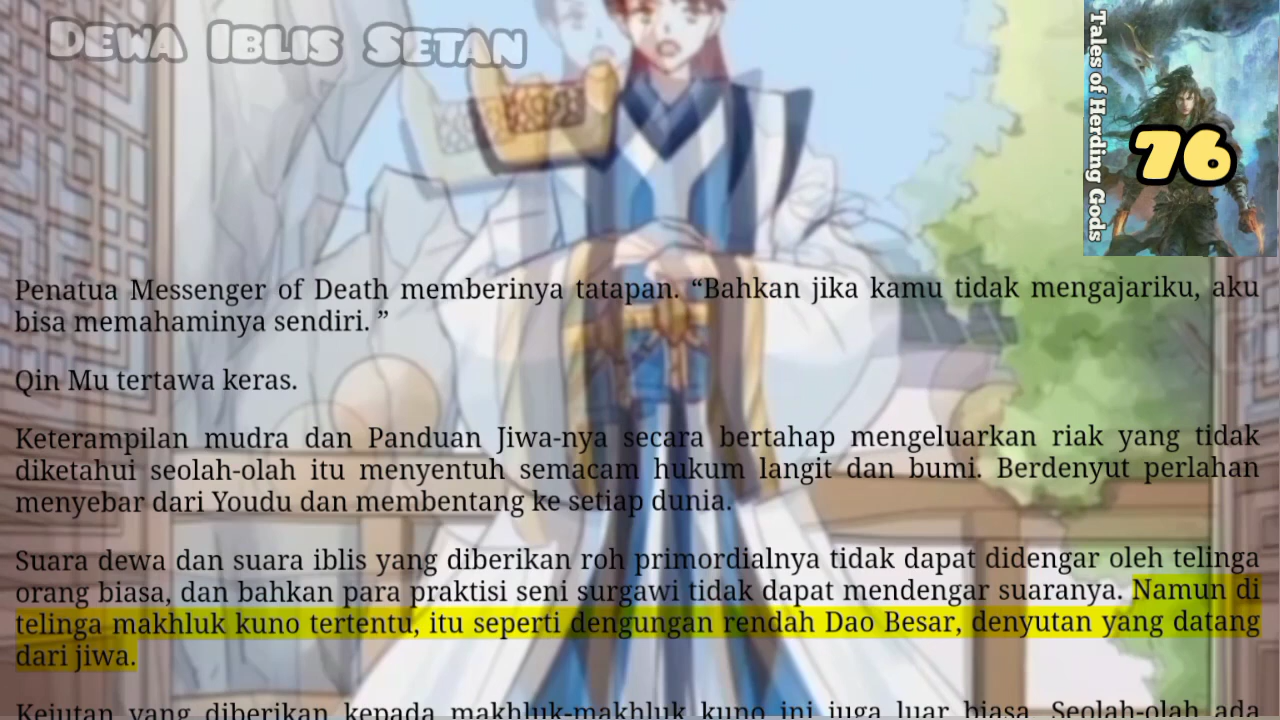 Dewa Iblis Setan
Tales of Herding Gods
76
Penatua Messenger of Death memberinya tatapan. “Bahkan jika kamu tidak mengajariku, aku
bisa memahaminya sendiri. ”
Qin Mu tertawa keras.
Keterampilan mudra dan Panduan Jiwa-nya secara bertahap mengeluarkan riak yang tidak
diketahui seolah-olah itu menyentuh semacam hukum langit dan bumi. Berdenyut perlahan
menyebar dari Youdu dan membentang ke setiap dunia.
Suara dewa dan suara iblis yang diberikan roh primordialnya tidak dapat didengar oleh telinga
orang biasa, dan bahkan para praktisi seni surgawi tidak dapat mendengar suaranya. Namun di
telinga makhluk kuno tertentu, itu seperti dengungan rendah Dao Besar, denyutan yang datang
dari jiwa.
Kejutan yang diberikan kepada makhluk-makhluk kuno ini juga luar biasa. Seolah-olah ada